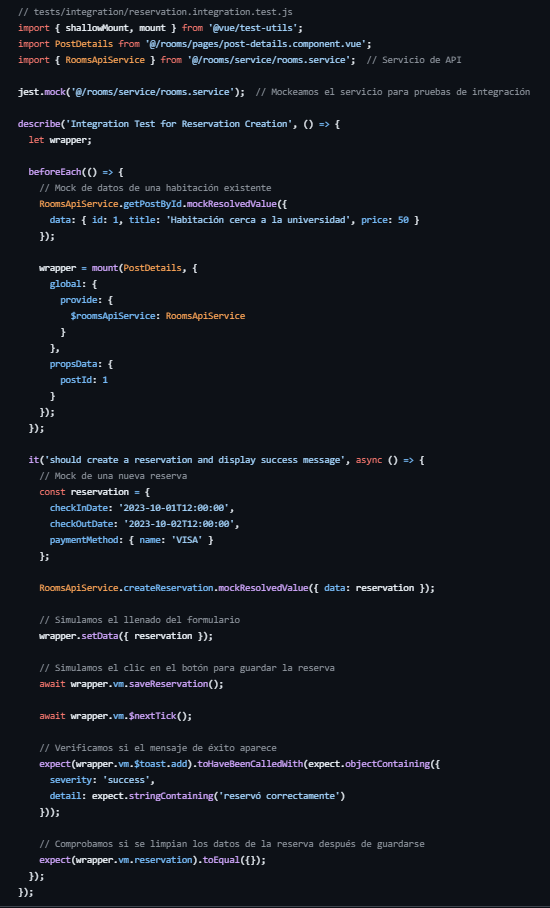 // tests/integration/reservation.integration.test.js
import { shallowMount, mount } from '@vue/test-utils';
import PostDetails from '@/rooms/pages/post-details.component.vue';
import { RoomsApiService } from '@/rooms/service/rooms.service';  // Servicio de API

jest.mock('@/rooms/service/rooms.service');  // Mockeamos el servicio para pruebas de integración

describe('Integration Test for Reservation Creation', () => {
  let wrapper;

  beforeEach(() => {
    // Mock de datos de una habitación existente
    RoomsApiService.getPostById.mockResolvedValue({
      data: { id: 1, title: 'Habitación cerca a la universidad', price: 50 }
    });

    wrapper = mount(PostDetails, {
      global: {
        provide: {
          $roomsApiService: RoomsApiService
        }
      },
      propsData: {
        postId: 1
      }
    });
  });

  it('should create a reservation and display success message', async () => {
    // Mock de una nueva reserva
    const reservation = {
      checkInDate: '2023-10-01T12:00:00',
      checkOutDate: '2023-10-02T12:00:00',
      paymentMethod: { name: 'VISA' }
    };

    RoomsApiService.createReservation.mockResolvedValue({ data: reservation });

    // Simulamos el llenado del formulario
    wrapper.setData({ reservation });

    // Simulamos el clic en el botón para guardar la reserva
    await wrapper.vm.saveReservation();

    await wrapper.vm.$nextTick();

    // Verificamos si el mensaje de éxito aparece
    expect(wrapper.vm.$toast.add).toHaveBeenCalledWith(expect.objectContaining({
      severity: 'success',
      detail: expect.stringContaining('reservó correctamente')
    }));

    // Comprobamos si se limpian los datos de la reserva después de guardarse
    expect(wrapper.vm.reservation).toEqual({});
  });
});